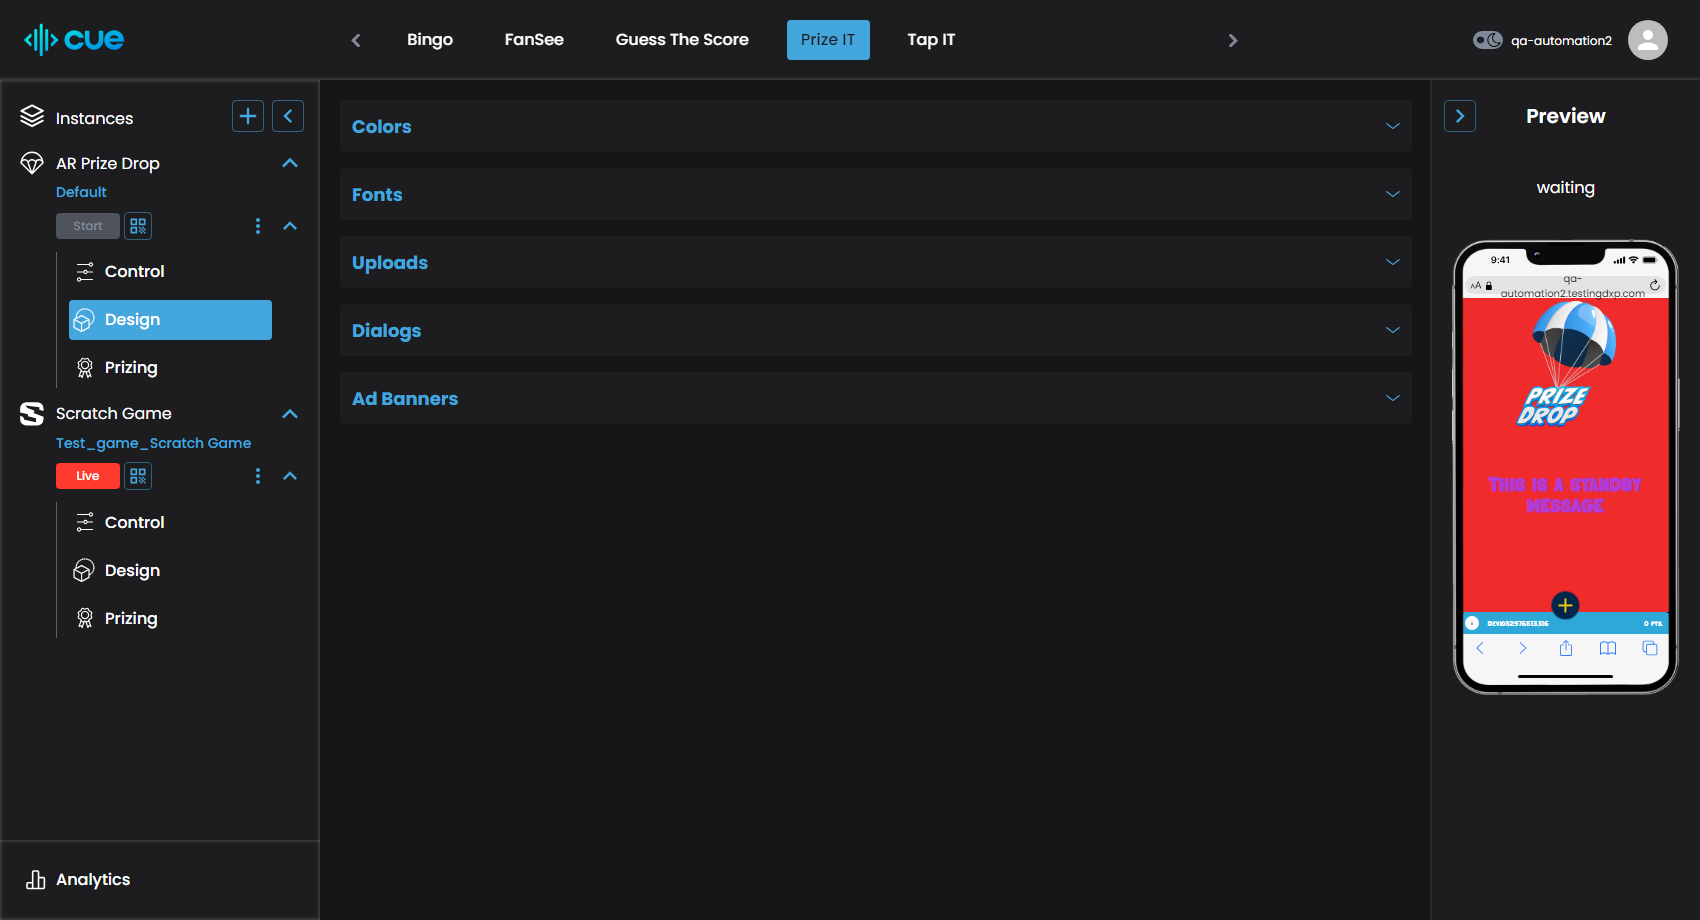 cue
Bingo
FanSee
Guess The Score
Prize IT
Tap IT
qa-automation2
Instances
AR Prize Drop
Default
Start
Control
Design
Prizing
Scratch Game
Test_game_Scratch Game
Live
Control
Design
Prizing
Analytics
Colors
Fonts
Uploads
Dialogs
Ad Banners
Preview
waiting
9:41
AA
qa-
automation2.testingdxp.com
PRIZE
DROP
THIS IS A STANDBY
MESSAGE
0 PTS.